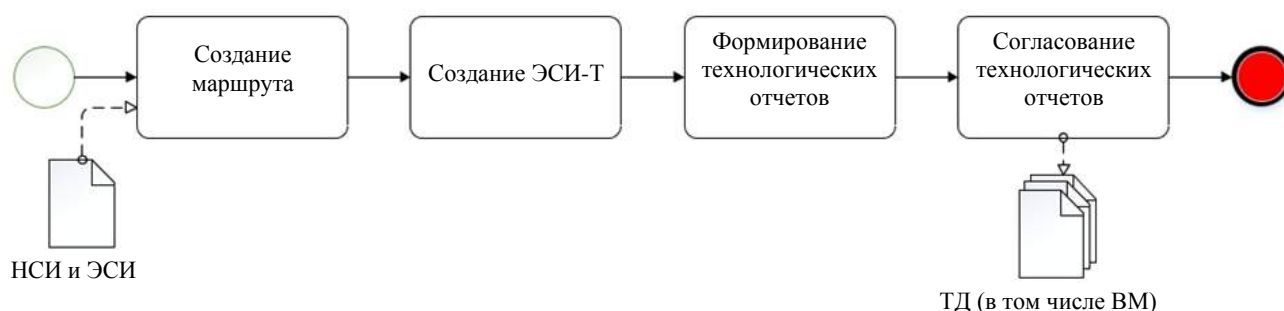 Создание
маршрута
Создание ЭСИ-Т
Формирование
технологических
отчетов
Согласование
технологических
отчетов
НСИ и ЭСИ
ТД (в том числе ВМ)